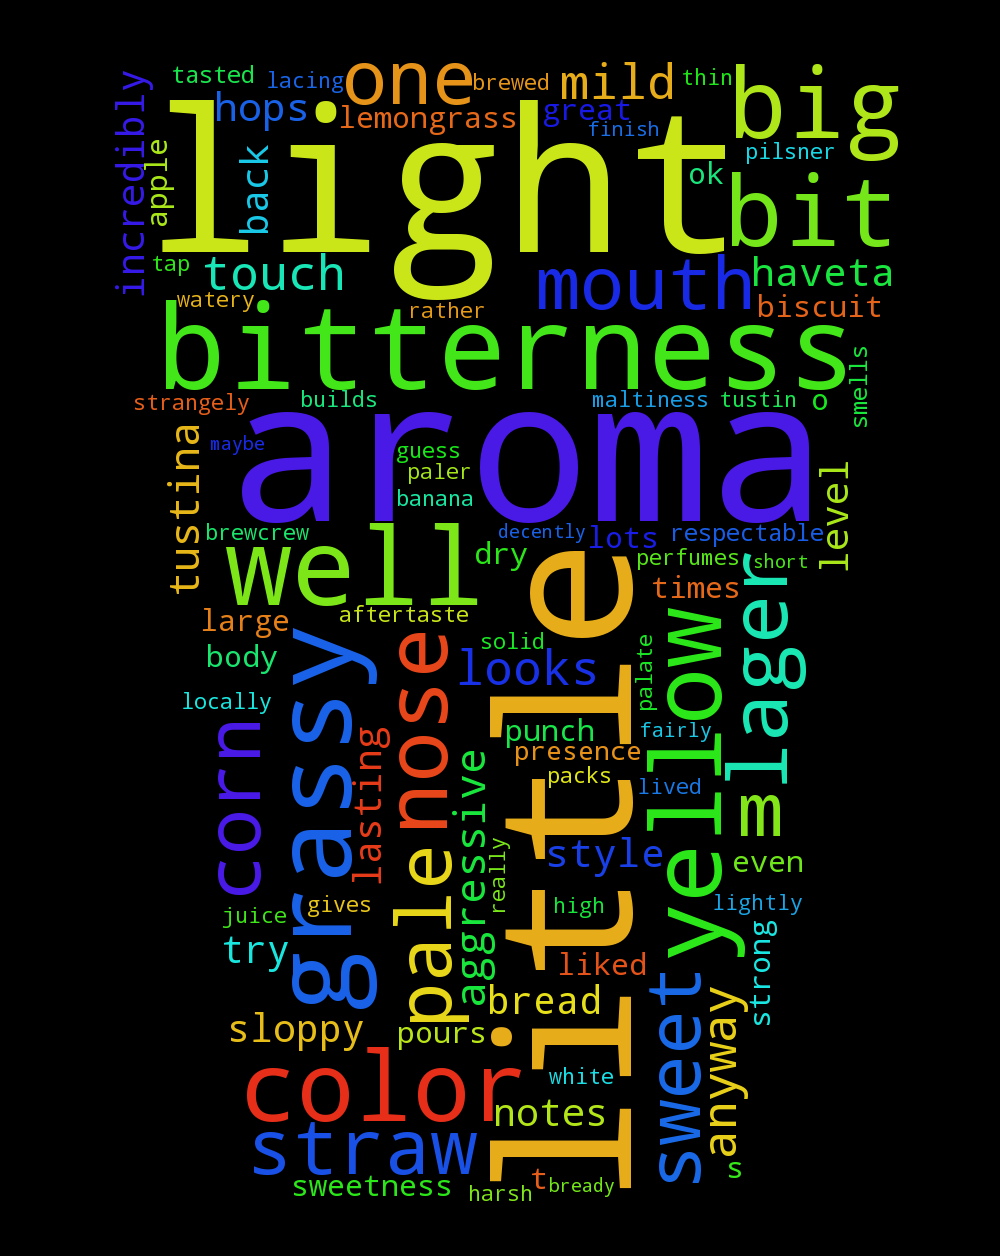 tasted
lacing
one
brewed
mild
thin
big
incredibly
hops
lemongrass
great
finish
pilsner
apple
back
light
ok
bit
tap
touch
mouth
haveta
watery
rather
biscuit
bitterness
smells
strangely
builds
maltiness
tustin
o
tustina
maybe
aroma
guess
paler
banana
level
brewcrew
well
decently
lots
respectable
dry
perfumes
short
times
large
aftertaste
body
grassy
nose
solid
looks
little
palate
yellow
lager
locally
corn
lasting
punch
presence
packs
fairly
lived
m
pale
aggressive
really
style
even
juice
gives
high
lightly
try
liked
strong
sloppy
pours
bread
sweet
anyway
color
white
notes
straw
sweetness
harsh
t
bready
s